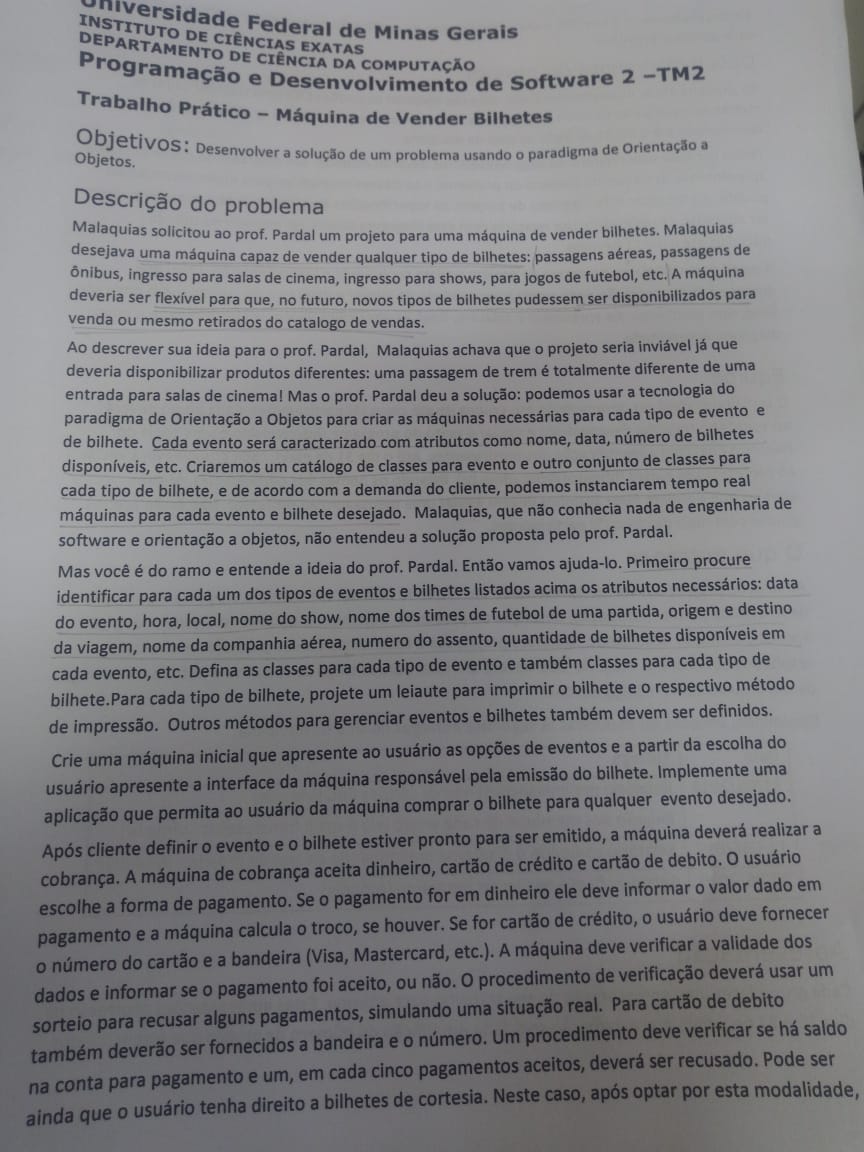 Universidade Federal de Minas Gerais
INSTITUTO DE CIÊNCIAS EXATAS
DEPARTAMENTO DE CIÊNCIA DA COMPUTAÇÃO
Programação e Desenvolvimento de Software 2 –TM2
Trabalho Prático – Máquina de Vender Bilhetes
Objetivos: Desenvolver a solução de um problema usando o paradigma de Orientação a
Objetos.
Descrição do problema
Malaquias solicitou ao prof. Pardal um projeto para uma máquina de vender bilhetes. Malaquias
desejava uma máquina capaz de vender qualquer tipo de bilhetes: passagens aéreas, passagens de
ônibus, ingresso para salas de cinema, ingresso para shows, para jogos de futebol, etc. A máquina
deveria ser flexível para que, no futuro, novos tipos de bilhetes pudessem ser disponibilizados para
venda ou mesmo retirados do catalogo de vendas.
Ao descrever sua ideia para o prof. Pardal, Malaquias achava que o projeto seria inviável já que
deveria disponibilizar produtos diferentes: uma passagem de trem é totalmente diferente de uma
entrada para salas de cinema! Mas o prof. Pardal deu a solução: podemos usar a tecnologia do
paradigma de Orientação a Objetos para criar as máquinas necessárias para cada tipo de evento e
de bilhete. Cada evento será caracterizado com atributos como nome, data, número de bilhetes
disponíveis, etc. Criaremos um catálogo de classes para evento e outro conjunto de classes para
cada tipo de bilhete, e de acordo com a demanda do cliente, podemos instanciarem tempo real
máquinas para cada evento e bilhete desejado. Malaquias, que não conhecia nada de engenharia de
software e orientação a objetos, não entendeu a solução proposta pelo prof. Pardal.
Mas você é do ramo e entende a ideia do prof. Pardal. Então vamos ajuda-lo. Primeiro procure
identificar para cada um dos tipos de eventos e bilhetes listados acima os atributos necessários: data
do evento, hora, local, nome do show, nome dos times de futebol de uma partida, origem e destino
da viagem, nome da companhia aérea, numero do assento, quantidade de bilhetes disponíveis em
cada evento, etc. Defina as classes para cada tipo de evento e também classes para cada tipo de
bilhete.Para cada tipo de bilhete, projete um leiaute para imprimir o bilhete e o respectivo método
de impressão. Outros métodos para gerenciar eventos e bilhetes também devem ser definidos.
Crie uma máquina inicial que apresente ao usuário as opções de eventos e a partir da escolha do
usuário apresente a interface da máquina responsável pela emissão do bilhete. Implemente uma
aplicação que permita ao usuário da máquina comprar o bilhete para qualquer evento desejado.
Após cliente definir o evento e o bilhete estiver pronto para ser emitido, a máquina deverá realizar a
cobrança. A máquina de cobrança aceita dinheiro, cartão de crédito e cartão de debito. O usuário
escolhe a forma de pagamento. Se o pagamento for em dinheiro ele deve informar o valor dado em
pagamento e a máquina calcula o troco, se houver. Se for cartão de crédito, o usuário deve fornecer
o número do cartão e a bandeira (Visa, Mastercard, etc.). A máquina deve verificar a validade dos
dados e informar se o pagamento foi aceito, ou não. O procedimento de verificação deverá usar um
sorteio para recusar alguns pagamentos, simulando uma situação real. Para cartão de debito
também deverão ser fornecidos a bandeira e o número. Um procedimento deve verificar se há saldo
na conta para pagamento e um, em cada cinco pagamentos aceitos, deverá ser recusado. Pode ser
ainda que o usuário tenha direito a bilhetes de cortesia. Neste caso, após optar por esta modalidade,